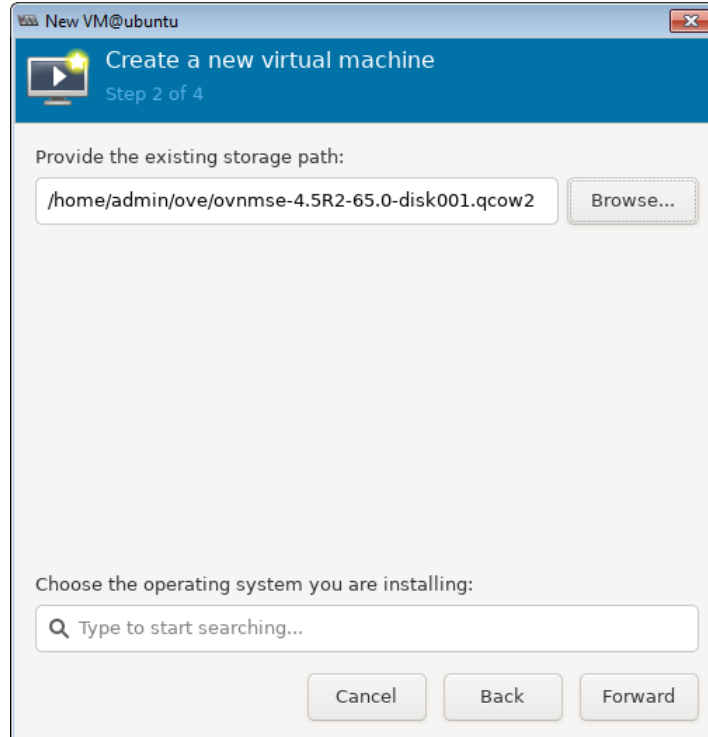 New VM@ubuntu
Create a new virtual machine
Step 2 of 4
Provide the existing storage path:
/home/admin/ove/ovnmse-4.5R2-65.0-disk001.qcow2 Browse...
Choose the operating system you are installing:
Type to start searching...
Cancel Back Forward